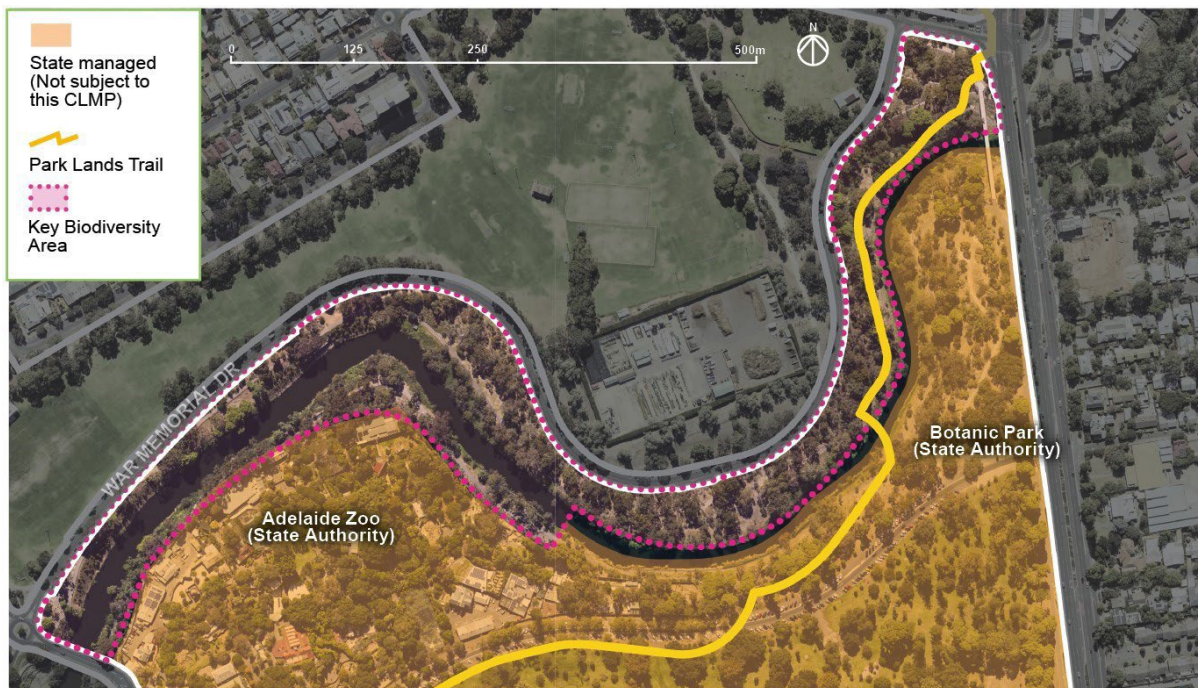 State managed
(Not subject to
this CLMP)
Park Lands Trail
Key Biodiversity
Area
0 125 250 500m
N
WAR MEMORIAL DR
Botanic Park
(State Authority)
Adelaide Zoo
(State Authority)